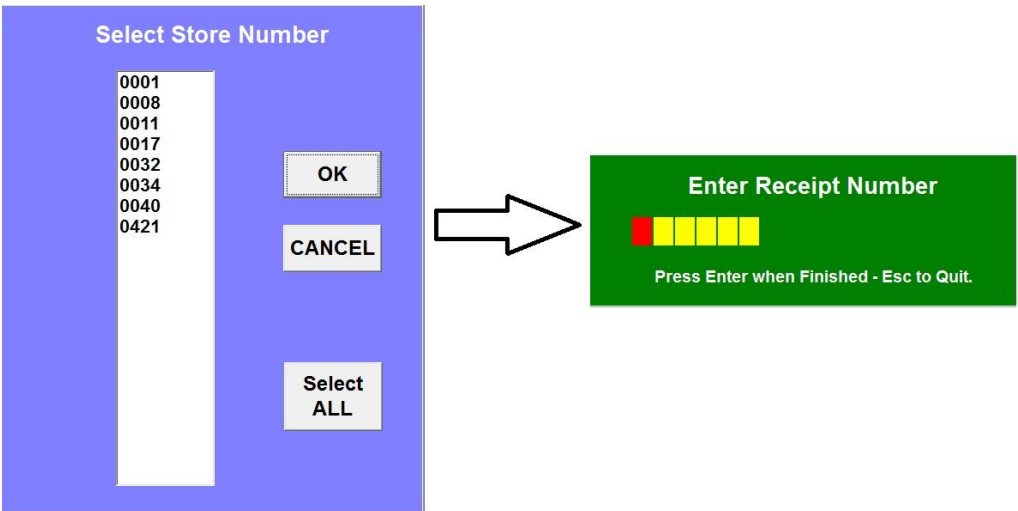 Select Store Number
0001
0008
0011
0017
0032
0034
0040
0421
OK
CANCEL
Select
ALL
Enter Receipt Number
Press Enter when Finished - Esc to Quit.